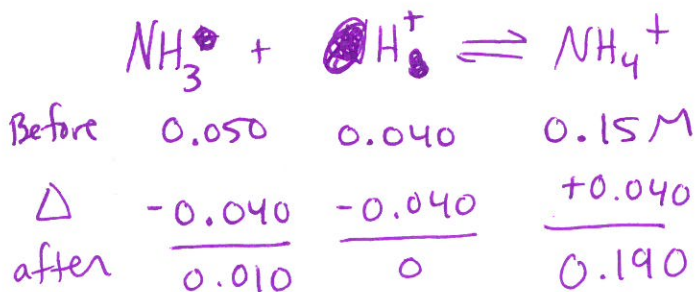 NH₃ + H⁺ ⇌ NH₄⁺
Before 0.050 0.040 0.15M
Δ -0.040 -0.040 +0.040
after 0.010 0 0.190